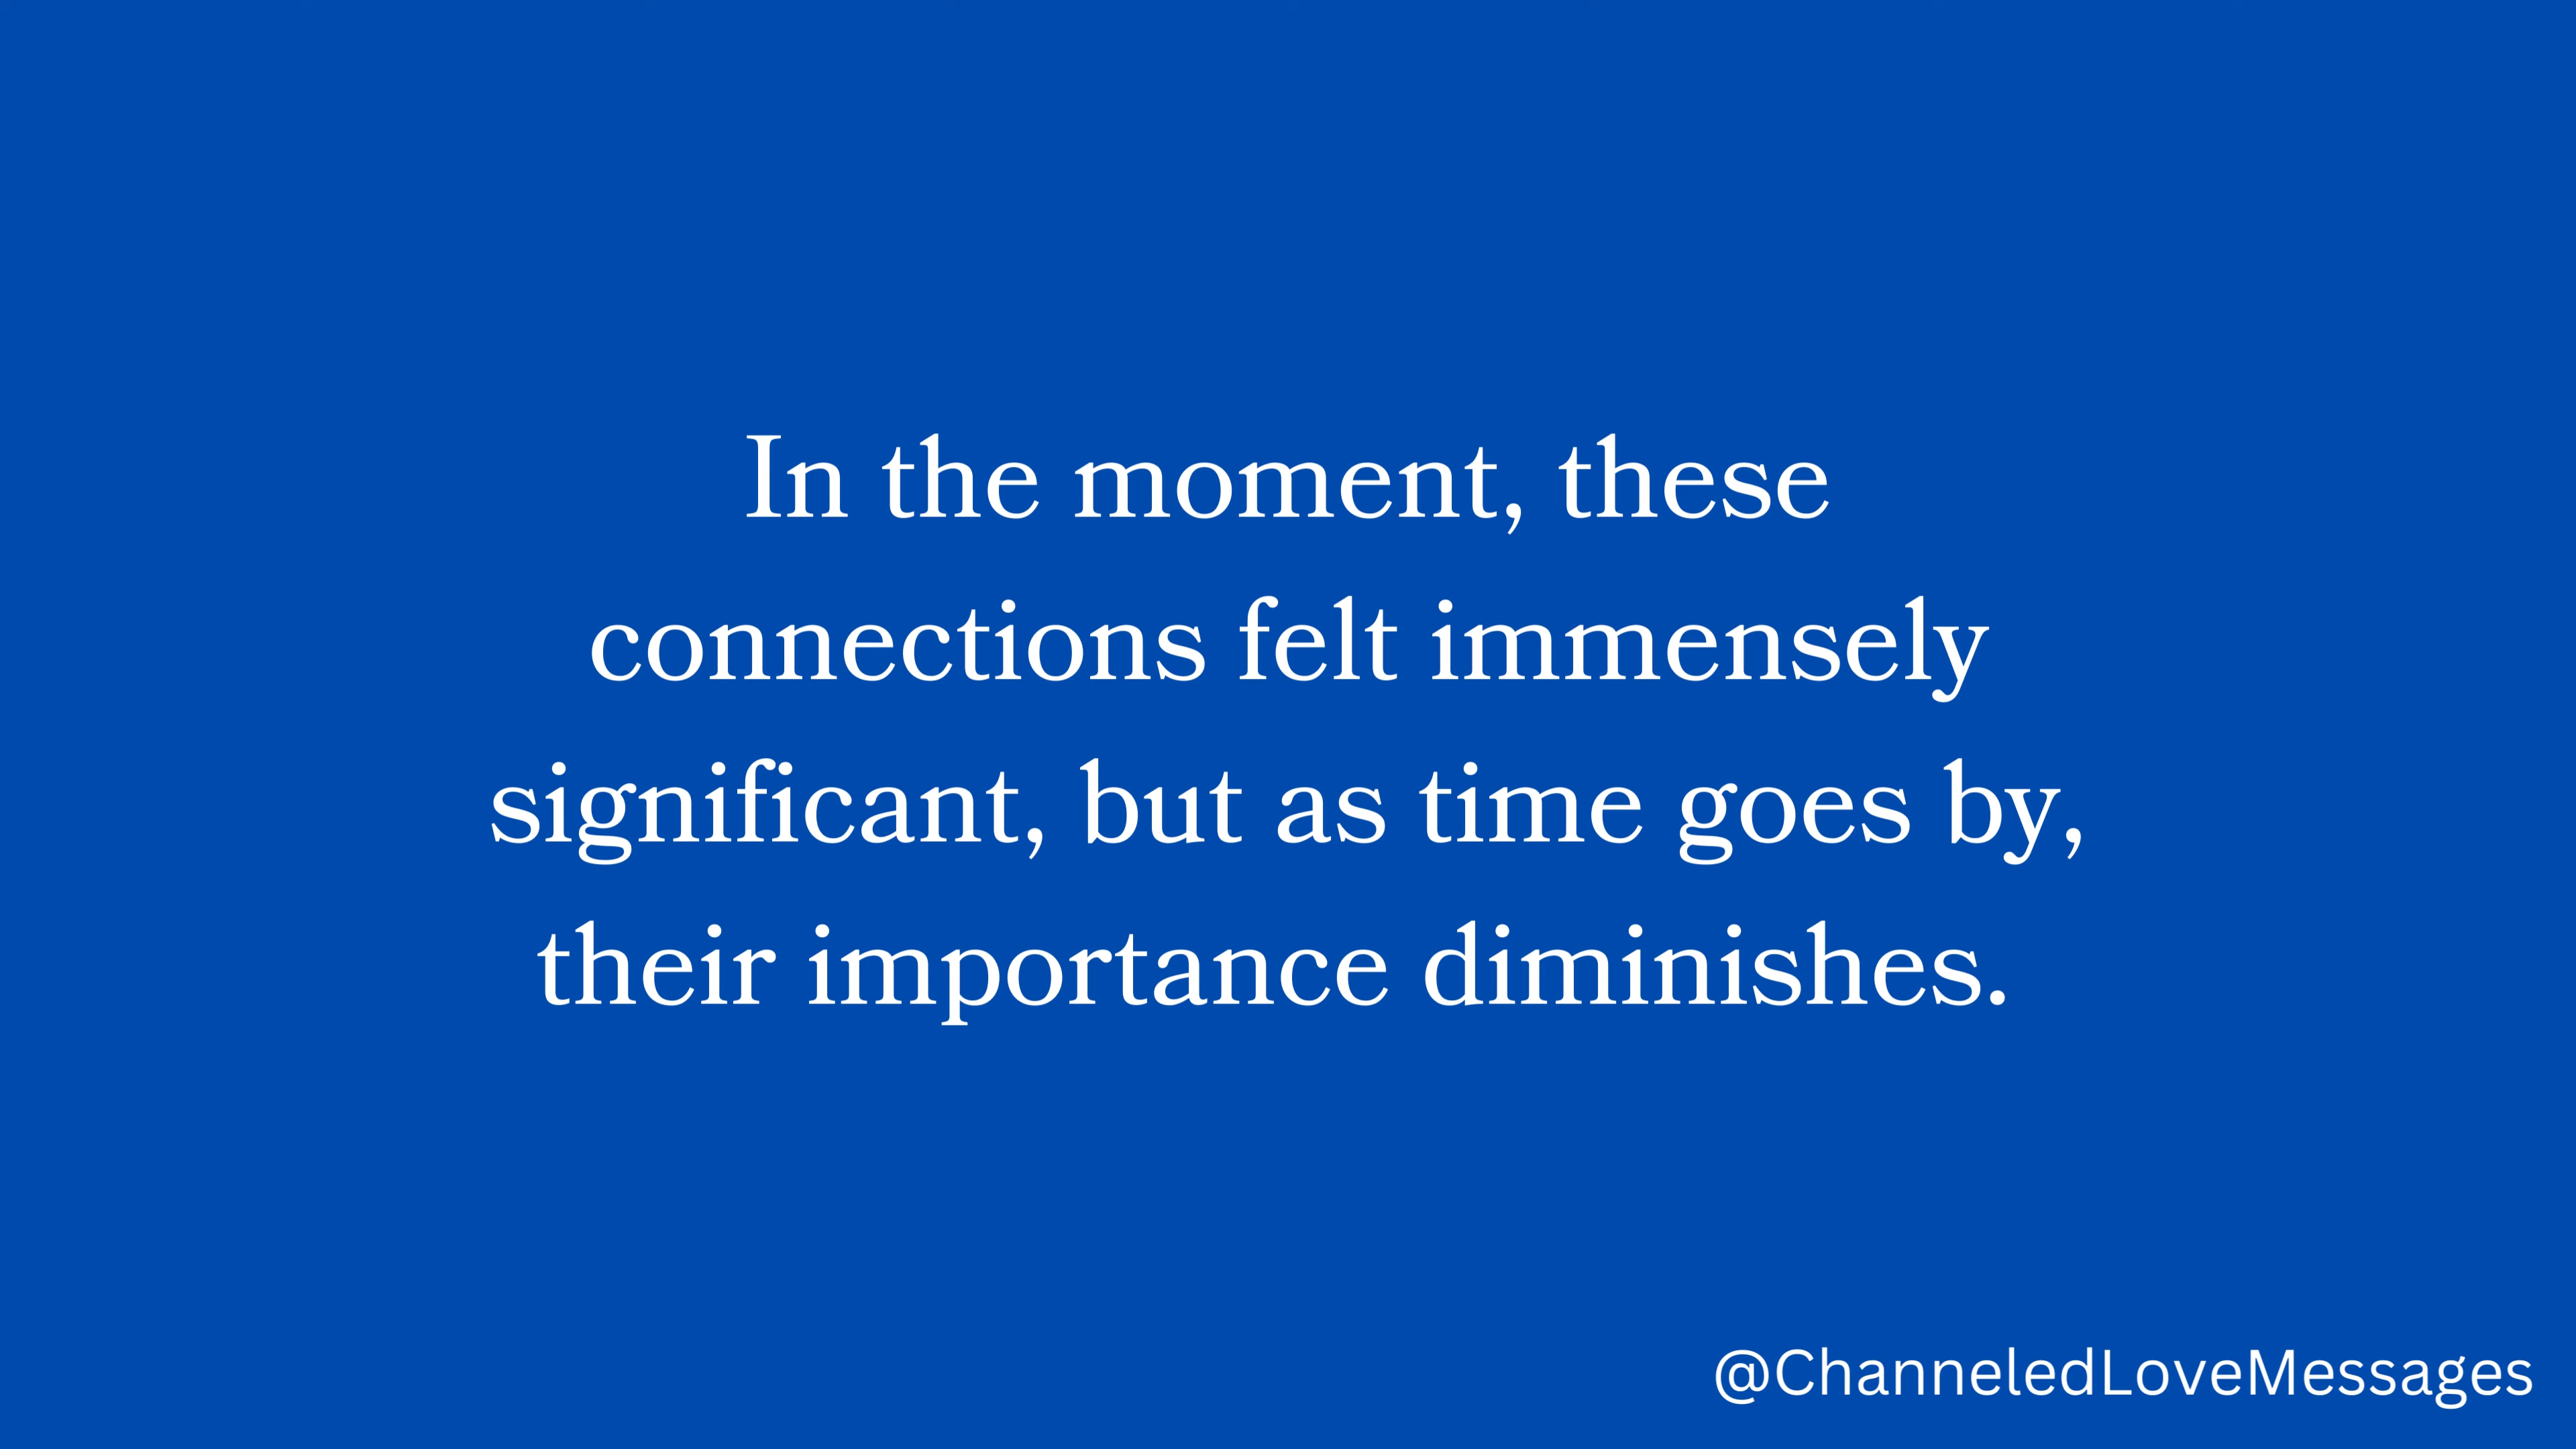 In the moment, these
connections felt immensely
significant, but as time goes by,
their importance diminishes.
@ChanneledLoveMessages